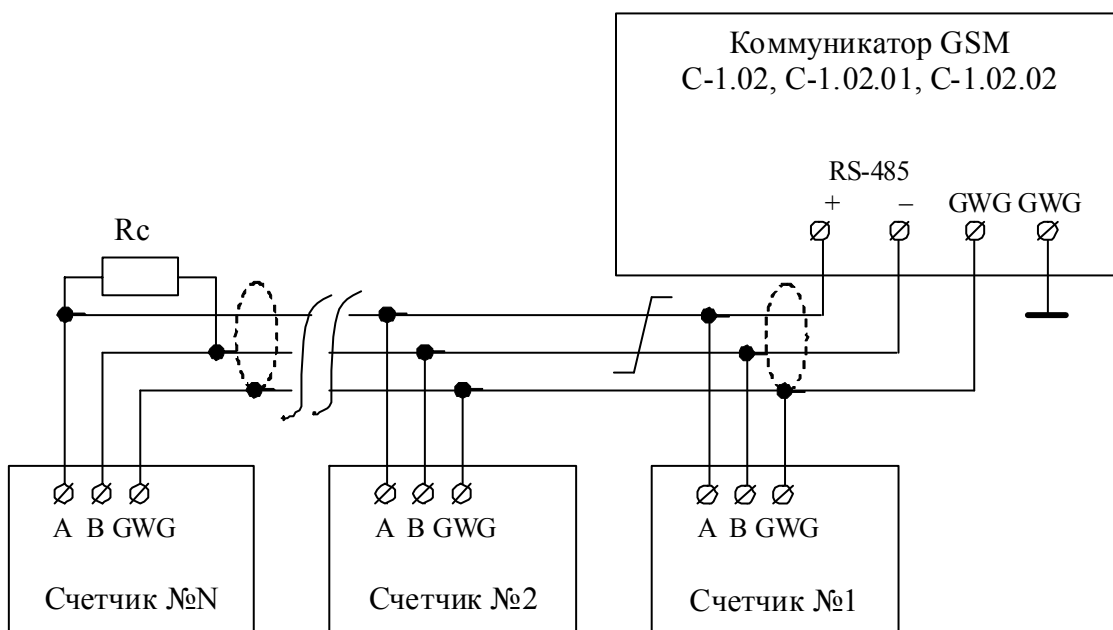 Коммуникатор GSM
С-1.02, С-1.02.01, С-1.02.02
RS-485
+ – GWG GWG
Rc
A B GWG
A B GWG
A B GWG
Счетчик №N
Счетчик №2
Счетчик №1